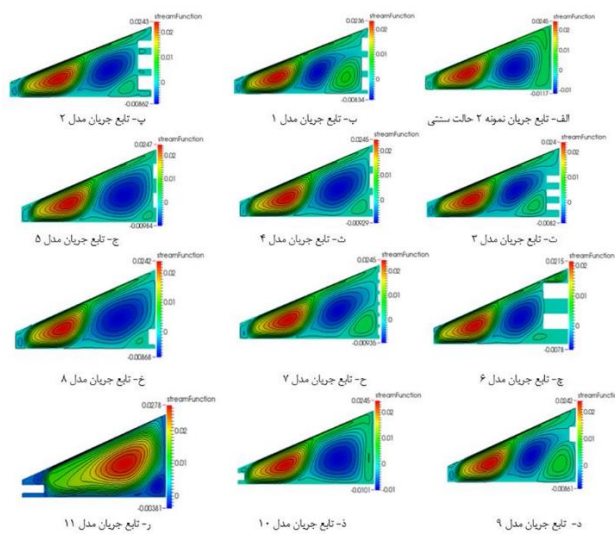 streamFunction streamFunction streamFunction
0.0243 0.0236 0.0245
0.02 0.02 0.02
0.01 0.01 0.01
0 0 0
-0.00862 -0.00834 -0.0117
الف- تابع جریان نمونه ۲ حالت سنتی
ب- تابع جریان مدل ۱
پ- تابع جریان مدل ۲
streamFunction streamFunction streamFunction
0.0247 0.0245 0.024
0.02 0.02 0.02
0.01 0.01 0.01
0 0 0
-0.00984 -0.00929 -0.0082
ت- تابع جریان مدل ۳
ث- تابع جریان مدل ۴
ج- تابع جریان مدل ۵
streamFunction streamFunction streamFunction
0.0242 0.0245 0.0215
0.02 0.02 0.02
0.01 0.01 0.01
0 0 0
-0.00868 -0.00935 -0.0078
چ- تابع جریان مدل ۶
ح- تابع جریان مدل ۷
خ- تابع جریان مدل ۸
streamFunction streamFunction streamFunction
0.0278 0.0245 0.0242
0.02 0.02 0.02
0.01 0.01 0.01
0 0 0
-0.00381 -0.0101 -0.01 -0.00861
د- تابع جریان مدل ۹
ذ- تابع جریان مدل ۱۰
ر- تابع جریان مدل ۱۱